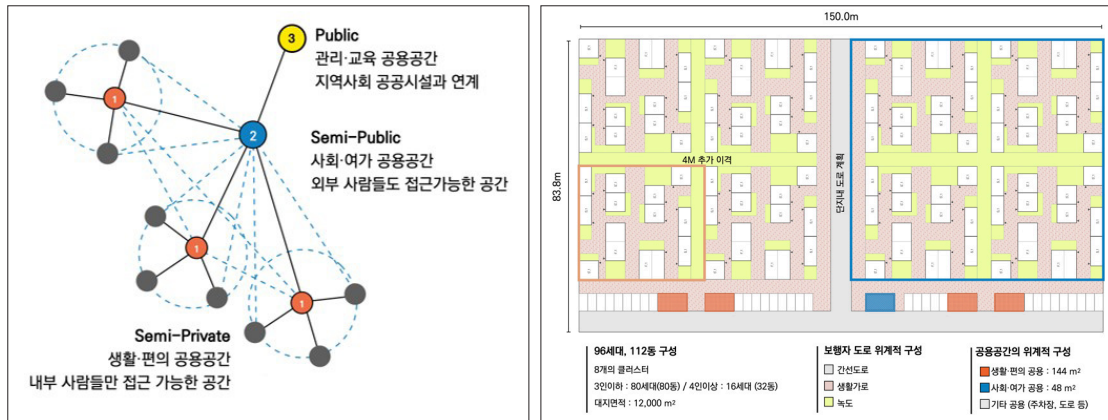 3
Public
관리·교육 공용공간
지역사회 공공시설과 연계
1
2
Semi-Public
사회·여가 공용공간
외부 사람들도 접근가능한 공간
1
1
Semi-Private
생활·편의 공용공간
내부 사람들만 접근 가능한 공간
150.0m
83.8m
4M 추가 이격
단지내 도로 계획
96세대, 112동 구성
8개의 클러스터
3인이하 : 80세대(80동) / 4인이상 : 16세대 (32동)
대지면적 : 12,000 m²
보행자 도로 위계적 구성
간선도로
생활가로
녹도
공용공간의 위계적 구성
생활·편의 공용 : 144 m²
사회·여가 공용 : 48 m²
기타 공용 (주차장, 도로 등)